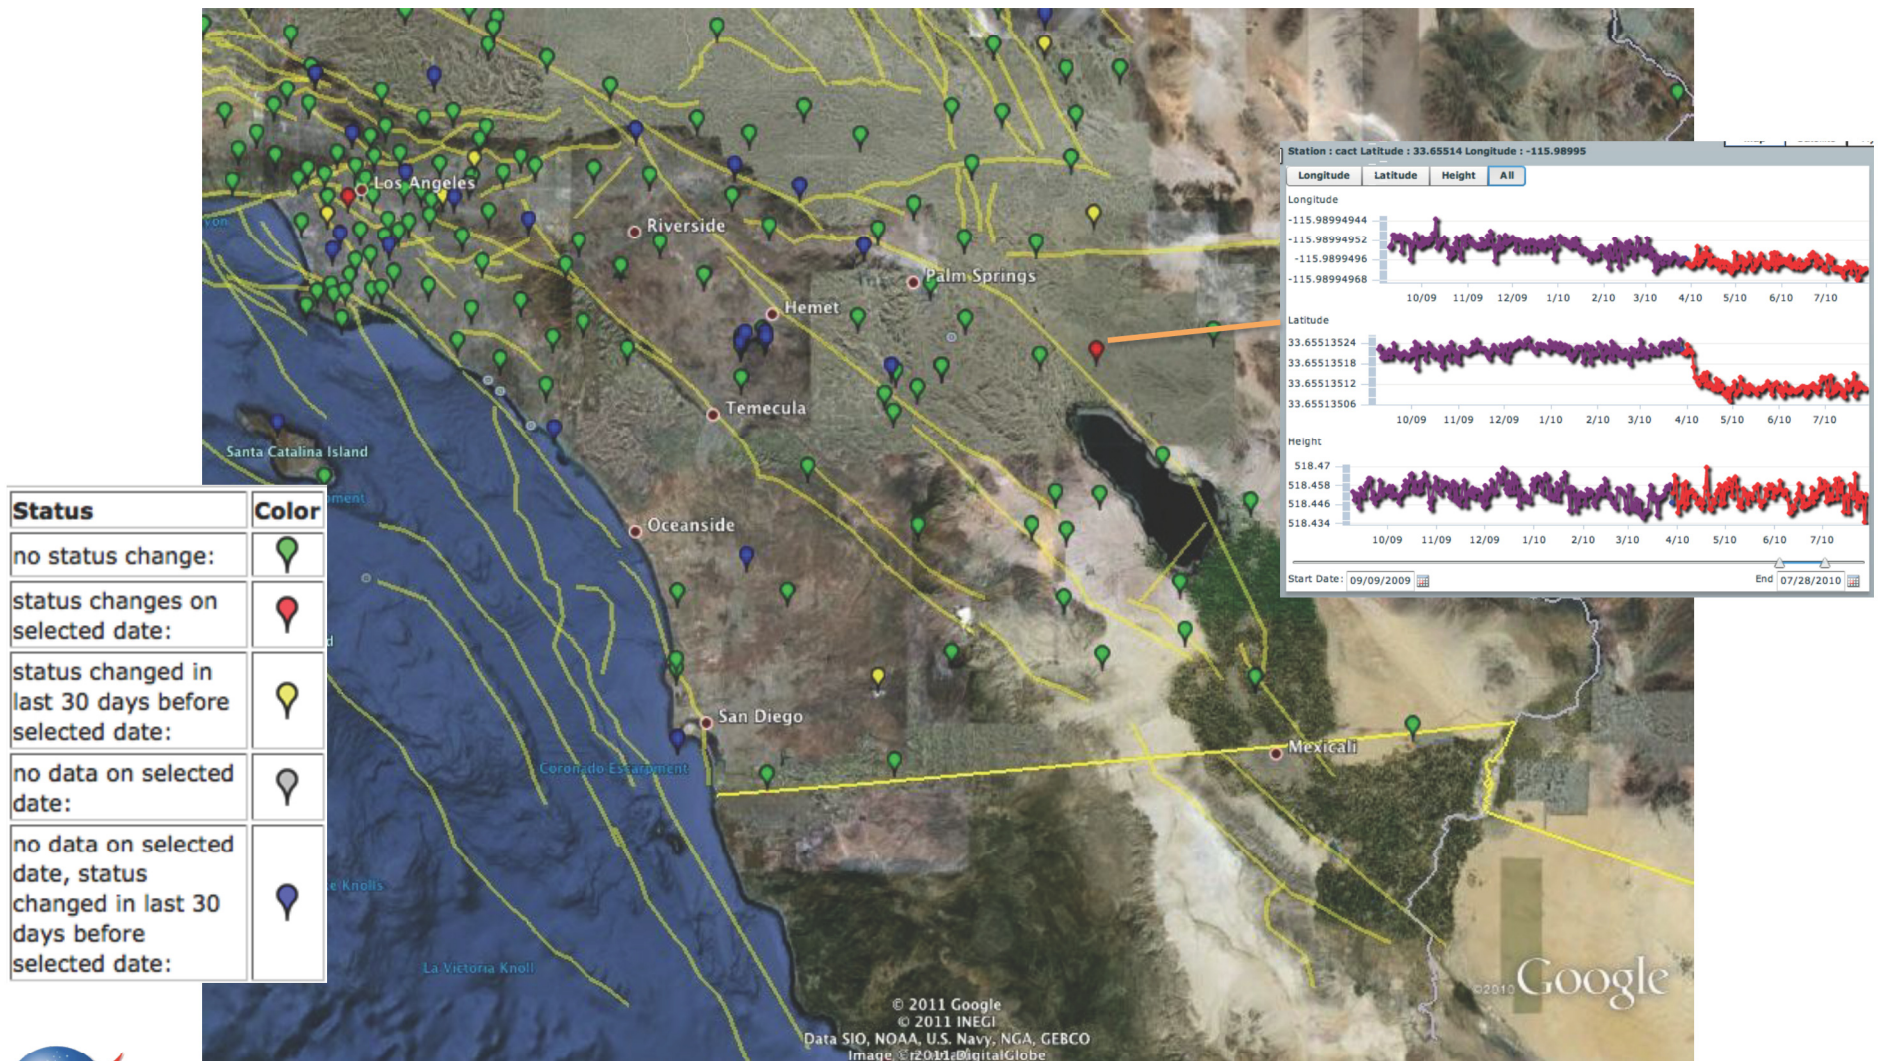 Los Angeles
Riverside
Palm Springs
Hemet
Temecula
Santa Catalina Island
Oceanside
San Diego
Mexicali
Coronado Escarpment
Knolls
La Victoria Knoll
©2010 Google
© 2011 Google
© 2011 INEGI
Data SIO, NOAA, U.S. Navy, NGA, GEBCO
Status Color
no status change:
status changes on
selected date:
status changed in
last 30 days before
selected date:
no data on selected
date:
no data on selected
date, status
changed in last 30
days before
selected date:
Station : cact Latitude : 33.65514 Longitude : -115.98995
Longitude Latitude Height All
Longitude
-115.98994944
-115.98994952
-115.9899496
-115.98994968
10/09 11/09 12/09 1/10 2/10 3/10 4/10 5/10 6/10 7/10
Latitude
33.65513524
33.65513518
33.65513512
33.65513506
10/09 11/09 12/09 1/10 2/10 3/10 4/10 5/10 6/10 7/10
Height
518.47
518.458
518.446
518.434
10/09 11/09 12/09 1/10 2/10 3/10 4/10 5/10 6/10 7/10
Start Date: 09/09/2009 End 07/28/2010